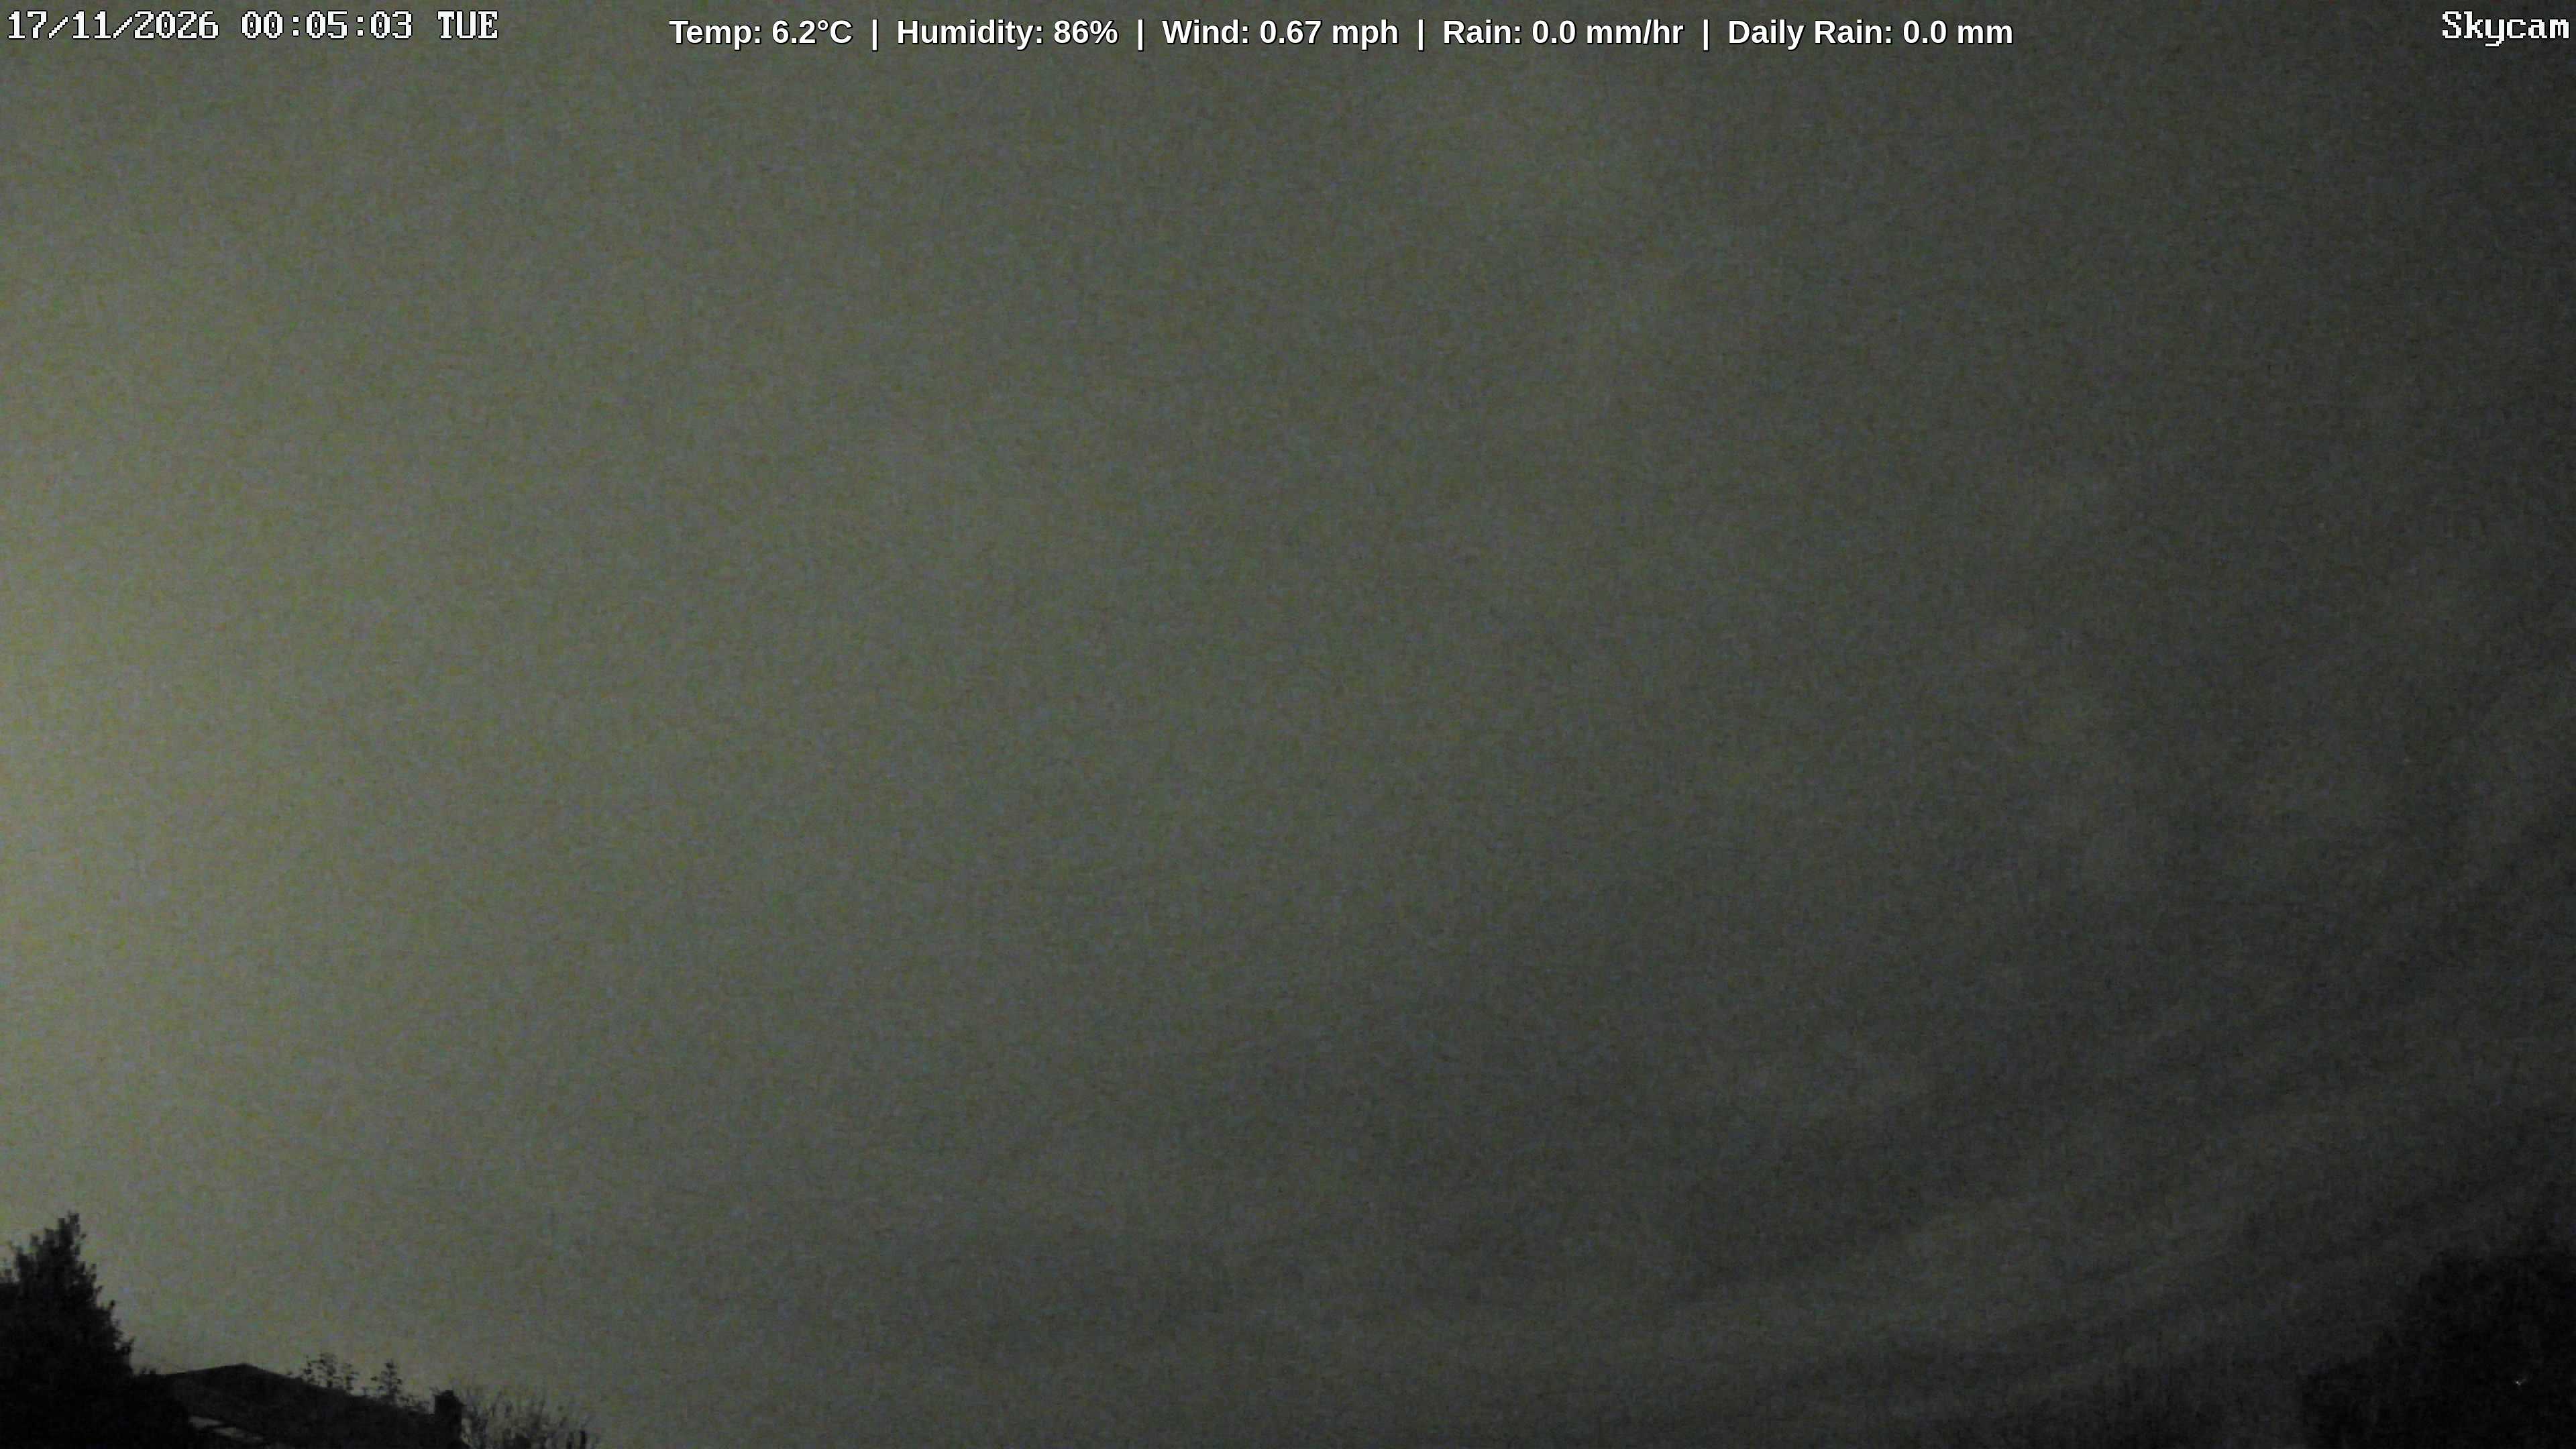 17/11/2026 00:05:03 TUE
Temp: 6.2°C | Humidity: 86% | Wind: 0.67 mph | Rain: 0.0 mm/hr | Daily Rain: 0.0 mm
Skycam